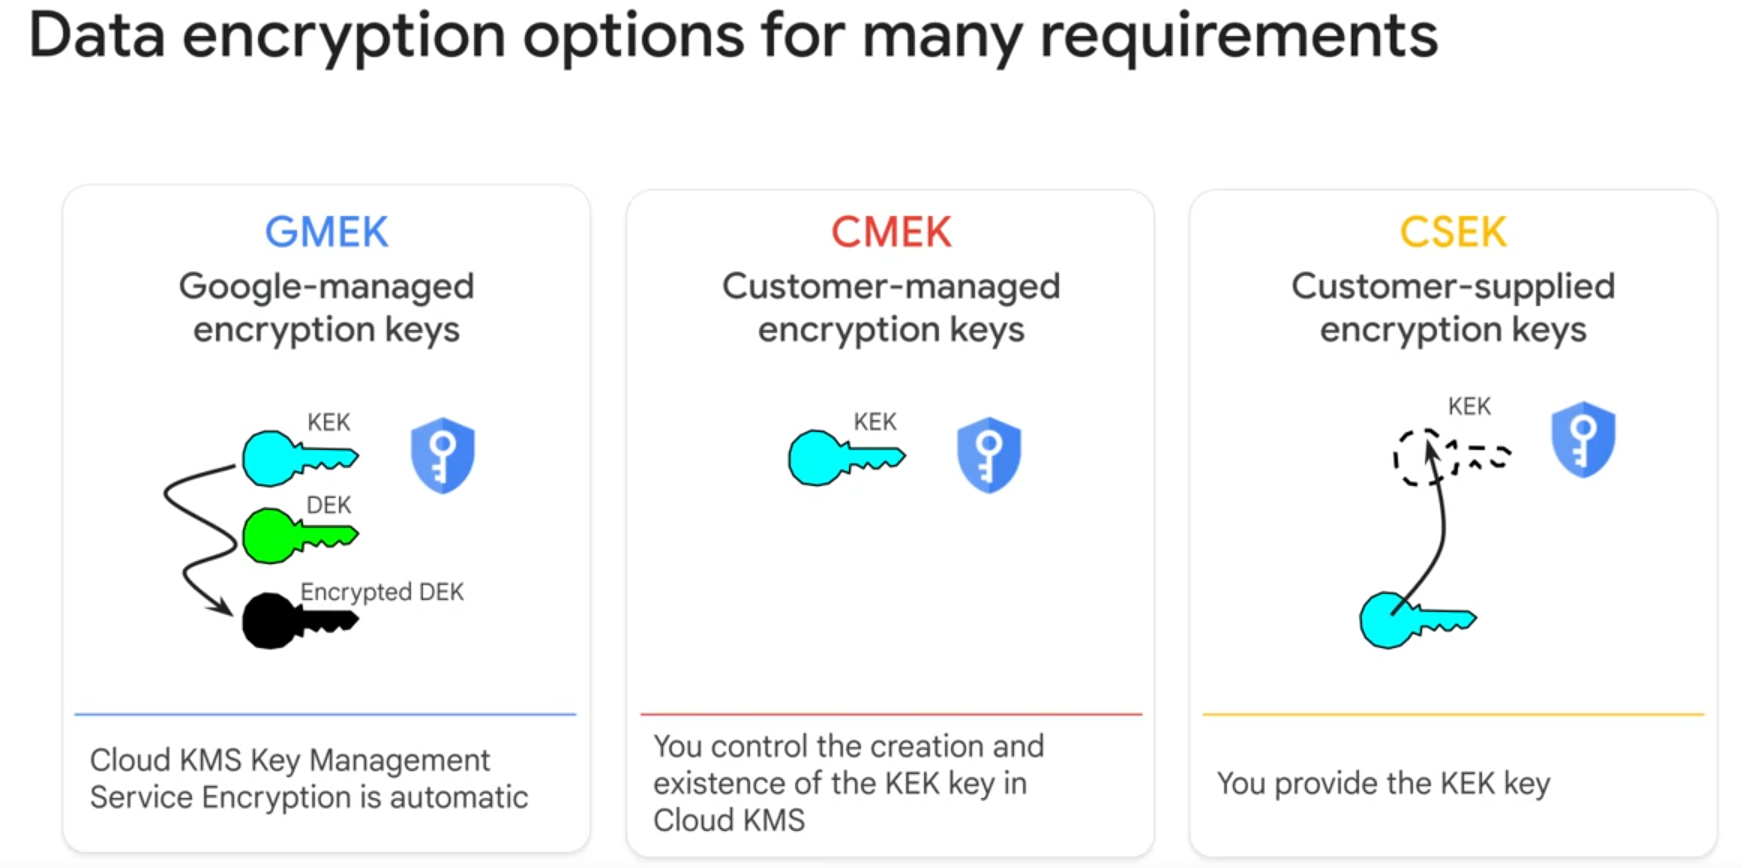 Data encryption options for many requirements
GMEK
Google-managed
encryption keys
KEK
DEK
Encrypted DEK
Cloud KMS Key Management
Service Encryption is automatic
CMEK
Customer-managed
encryption keys
KEK
You control the creation and
existence of the KEK key in
Cloud KMS
CSEK
Customer-supplied
encryption keys
KEK
You provide the KEK key